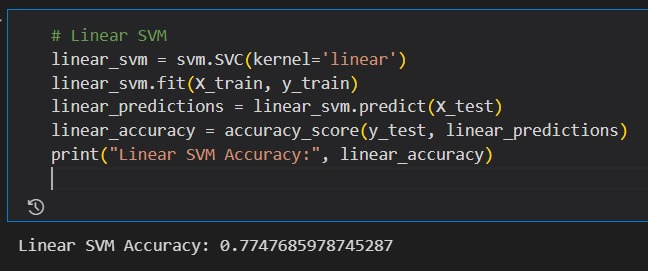 # Linear SVM
linear_svm = svm.SVC(kernel='linear')
linear_svm.fit(X_train, y_train)
linear_predictions = linear_svm.predict(X_test)
linear_accuracy = accuracy_score(y_test, linear_predictions)
print("Linear SVM Accuracy:", linear_accuracy)
Linear SVM Accuracy: 0.7747685978745287